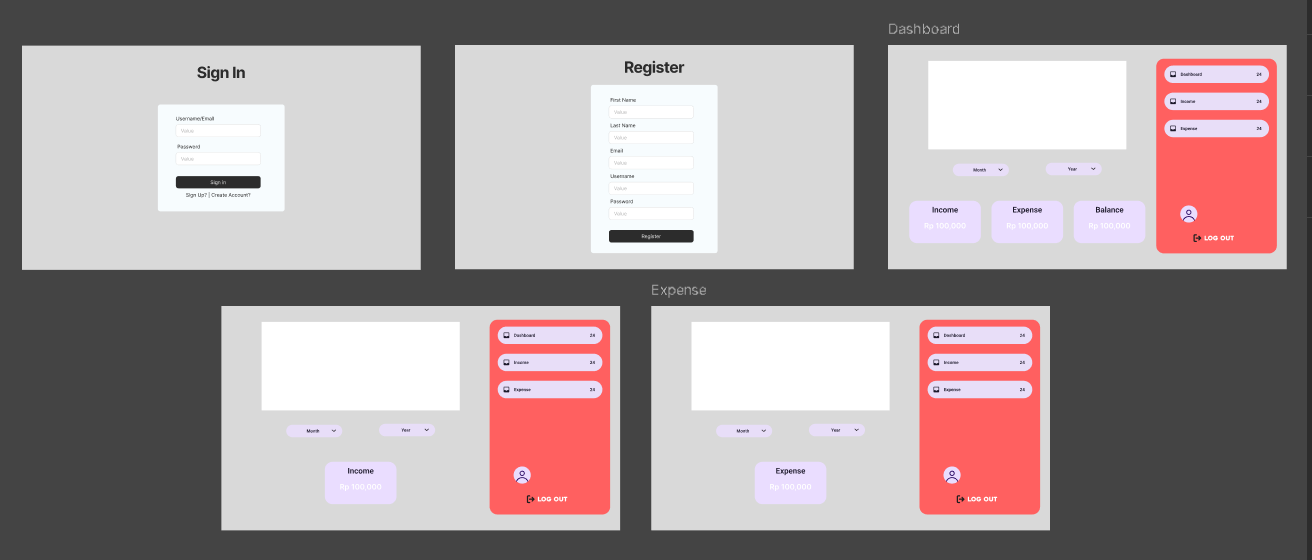 Dashboard
Sign In
Username/Email
Value
Password
Value
Sign In
Sign Up? | Create Account?
Register
First Name
Value
Last Name
Value
Email
Value
Username
Value
Password
Value
Register
Dashboard 24
Income 24
Expense 24
Month
Year
Income
Rp 100,000
Expense
Rp 100,000
Balance
Rp 100,000
LOG OUT
Dashboard 24
Income 24
Expense 24
Month
Year
Income
Rp 100,000
LOG OUT
Expense
Dashboard 24
Income 24
Expense 24
Month
Year
Expense
Rp 100,000
LOG OUT